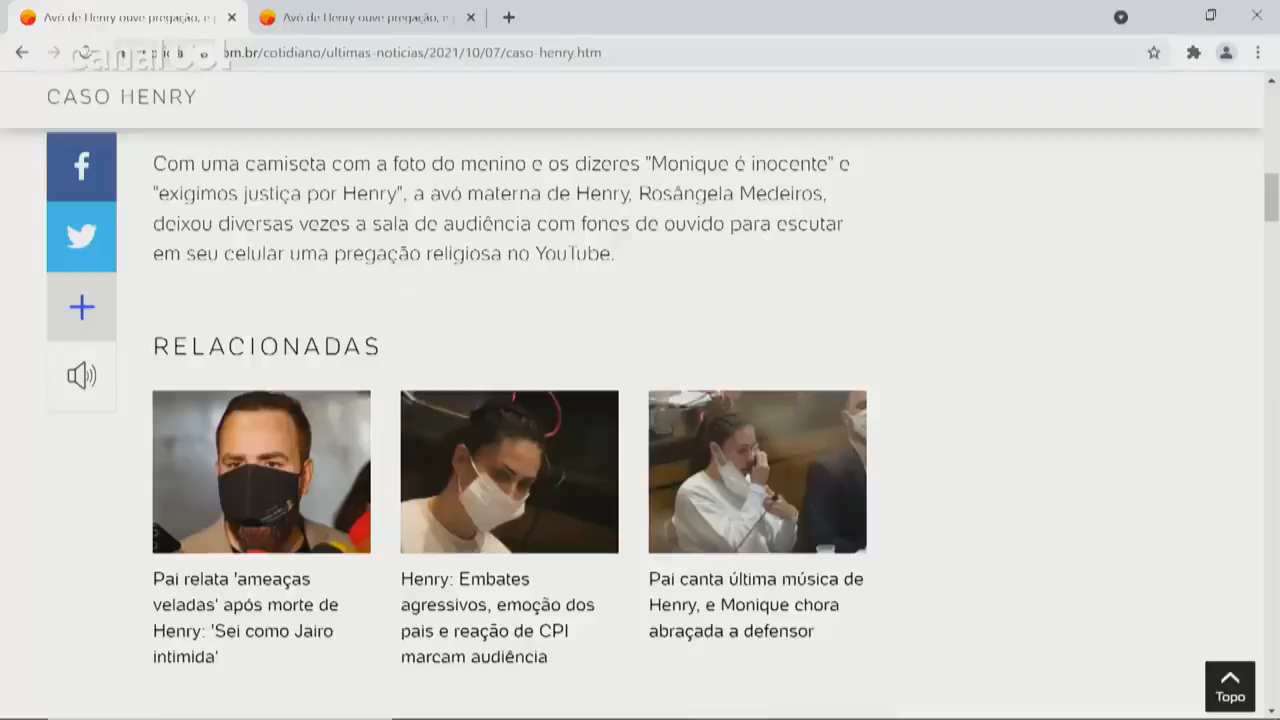 Avó de Henry ouve pregação, e
Avó de Henry ouve pregação, e
canal uol
om.br/cotidiano/ultimas-noticias/2021/10/07/caso-henry.htm
CASO HENRY
Com uma camiseta com a foto do menino e os dizeres "Monique é inocente" e
"exigimos justiça por Henry", a avó materna de Henry, Rosângela Medeiros,
deixou diversas vezes a sala de audiência com fones de ouvido para escutar
em seu celular uma pregação religiosa no YouTube.
RELACIONADAS
Pai relata 'ameaças
veladas' após morte de
Henry: 'Sei como Jairo
intimida'
Henry: Embates
agressivos, emoção dos
pais e reação de CPI
marcam audiência
Pai canta última música de
Henry, e Monique chora
abraçada a defensor
Topo